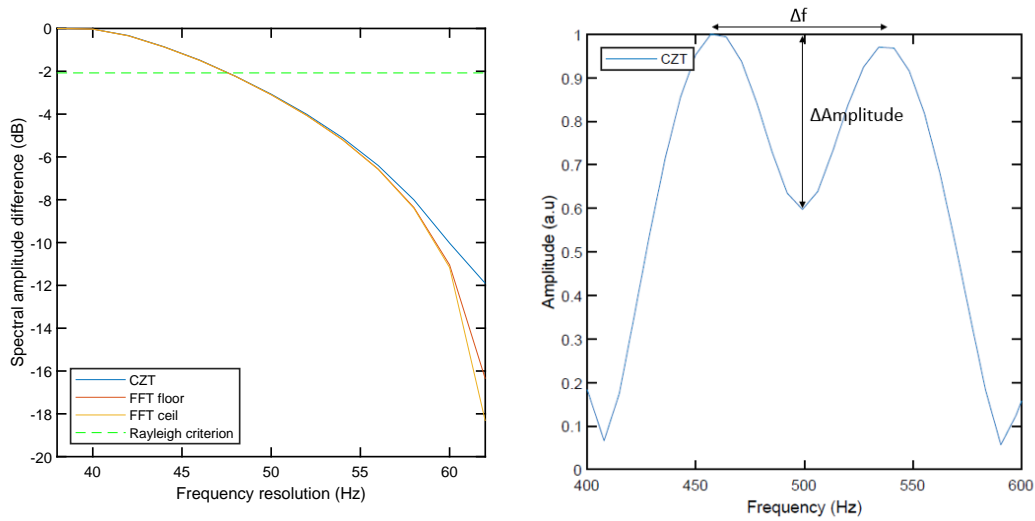 0
-2
-4
-6
-8
-10
-12
-14
-16
-18
-20
Spectral amplitude difference (dB)
CZT
FFT floor
FFT ceil
Rayleigh criterion
40 45 50 55 60
Frequency resolution (Hz)
Δf
1
0.9
0.8
0.7
0.6
0.5
0.4
0.3
0.2
0.1
0
Amplitude (a.u)
CZT
ΔAmplitude
400 450 500 550 600
Frequency (Hz)